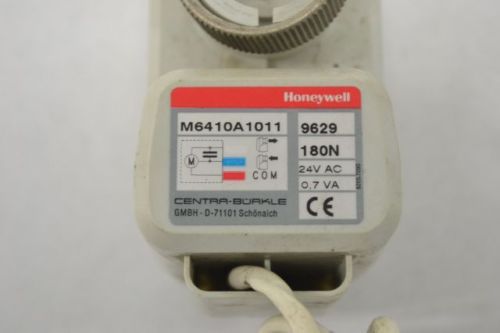 Honeywell
M6410A1011
9629
180N
24V AC
0,7 VA
M
COM
CENTRA-BÜRKLE
GMBH - D-71101 Schönaich
CE